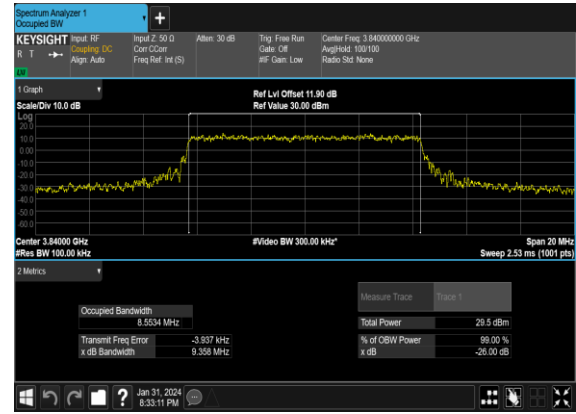 Spectrum Analyzer 1
Occupied BW
+
KEYSIGHT Input: RF Input Z: 50 Ω Atten: 30 dB Trig: Free Run Center Freq: 3.840000000 GHz
R T Coupling: DC Corr CCorr Gate: Off Avg|Hold: 100/100
Align: Auto Freq Ref: Int (S) #IF Gain: Low Radio Std: None
LXI
1 Graph Ref Lvl Offset 11.90 dB
Scale/Div 10.0 dB Ref Value 30.00 dBm
Log
20.0
10.0
0.00
-10.0
-20.0
-30.0
-40.0
-50.0
-60.0
Center 3.84000 GHz #Video BW 300.00 kHz* Span 20 MHz
#Res BW 100.00 kHz Sweep 2.53 ms (1001 pts)
2 Metrics
Measure Trace Trace 1
Occupied Bandwidth
8.5534 MHz Total Power 29.5 dBm
Transmit Freq Error -3.937 kHz % of OBW Power 99.00 %
x dB Bandwidth 9.358 MHz x dB -26.00 dB
? Jan 31, 2024
8:33:11 PM